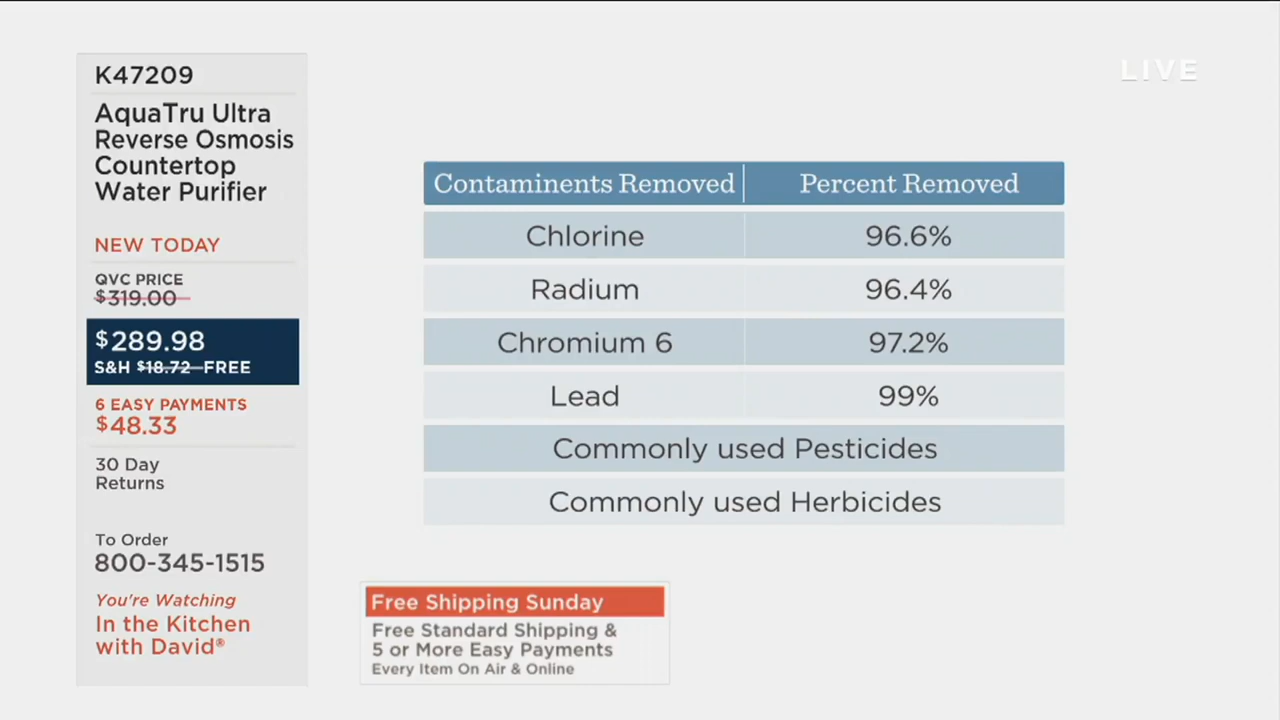 K47209
AquaTru Ultra
Reverse Osmosis
Countertop
Water Purifier
NEW TODAY
QVC PRICE
$319.00
$289.98
S&H $18.72 FREE
6 EASY PAYMENTS
$48.33
30 Day
Returns
To Order
800-345-1515
You're Watching
In the Kitchen
with David®
LIVE
Contaminents Removed Percent Removed
Chlorine 96.6%
Radium 96.4%
Chromium 6 97.2%
Lead 99%
Commonly used Pesticides
Commonly used Herbicides
Free Shipping Sunday
Free Standard Shipping &
5 or More Easy Payments
Every Item On Air & Online